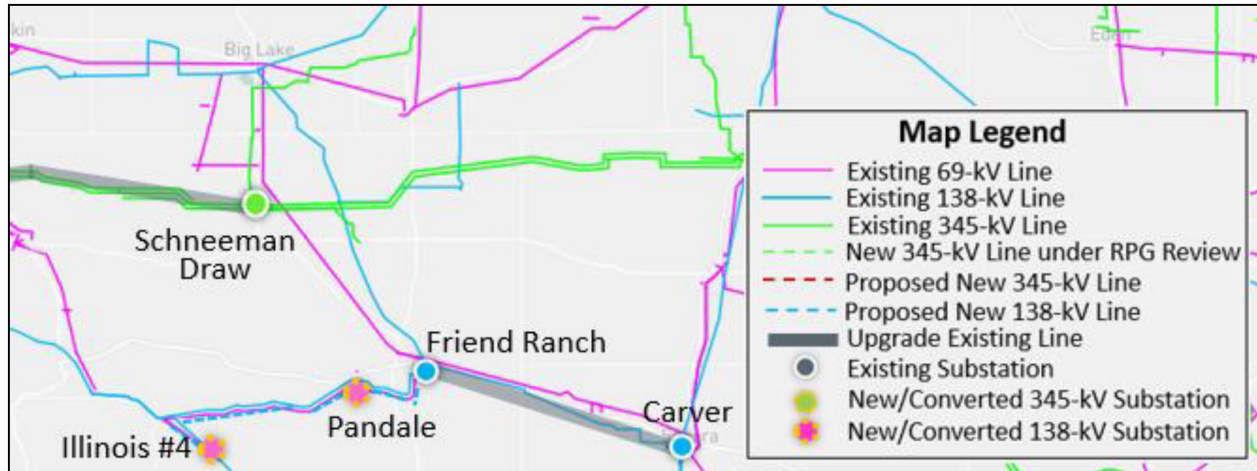 kin
Big Lake
Eden
Schneeman
Draw
Friend Ranch
Pandale
Carver
Illinois #4
Map Legend
Existing 69-kV Line
Existing 138-kV Line
Existing 345-kV Line
New 345-kV Line under RPG Review
Proposed New 345-kV Line
Proposed New 138-kV Line
Upgrade Existing Line
Existing Substation
New/Converted 345-kV Substation
New/Converted 138-kV Substation